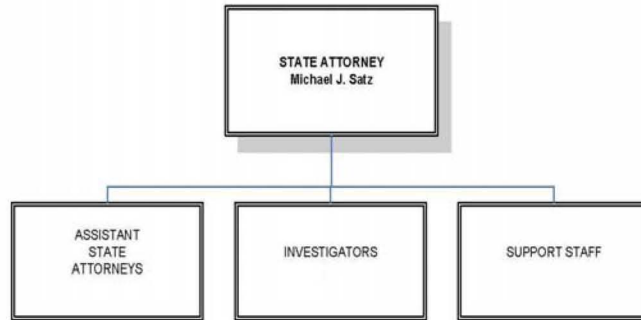 STATE ATTORNEY
Michael J. Satz
ASSISTANT
STATE
ATTORNEYS
INVESTIGATORS
SUPPORT STAFF